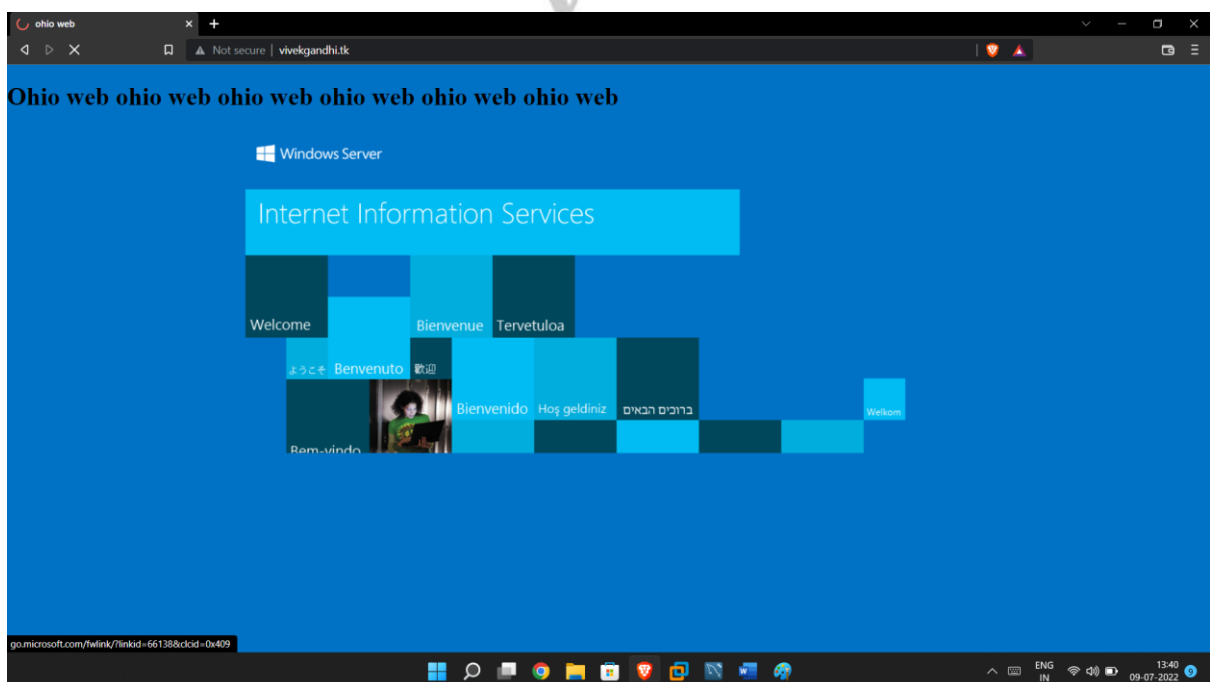 ohio web
Not secure | vivekgandhi.tk
Ohio web ohio web ohio web ohio web ohio web ohio web
Windows Server
Internet Information Services
Welcome
Bienvenue
Tervetuloa
ようこそ
Benvenuto
歡迎
Bienvenido
Hoş geldiniz
ברוכים הבאים
Welkom
Bem-vindo
go.microsoft.com/fwlink/?linkid=66138&clcid=0x409
ENG
IN
13:40
09-07-2022
9